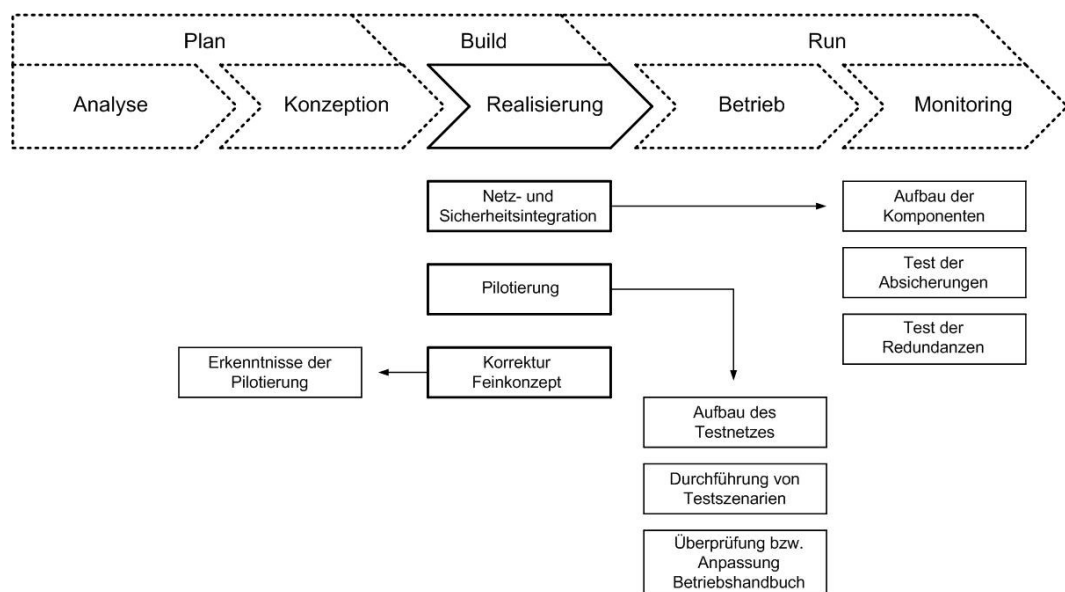 Plan
Build
Run
Analyse
Konzeption
Realisierung
Betrieb
Monitoring
Netz- und
Sicherheitsintegration
Aufbau der
Komponenten
Pilotierung
Test der
Absicherungen
Test der
Redundanzen
Erkenntnisse der
Pilotierung
Korrektur
Feinkonzept
Aufbau des
Testnetzes
Durchführung von
Testszenarien
Überprüfung bzw.
Anpassung
Betriebshandbuch